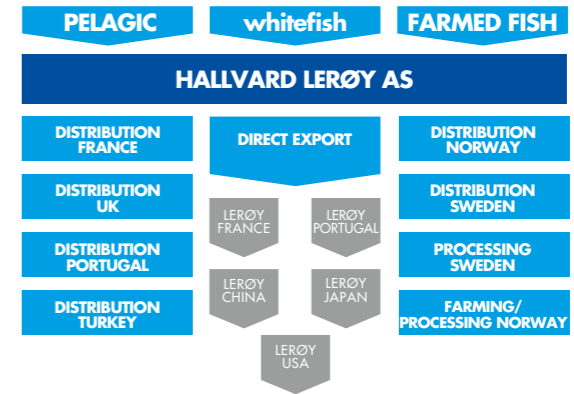 PELAGIC
whitefish
FARMED FISH
HALLVARD LERØY AS
DISTRIBUTION
FRANCE
DISTRIBUTION
UK
DISTRIBUTION
PORTUGAL
DISTRIBUTION
TURKEY
DIRECT EXPORT
LERØY
FRANCE
LERØY
PORTUGAL
LERØY
CHINA
LERØY
JAPAN
LERØY
USA
DISTRIBUTION
NORWAY
DISTRIBUTION
SWEDEN
PROCESSING
SWEDEN
FARMING/
PROCESSING NORWAY